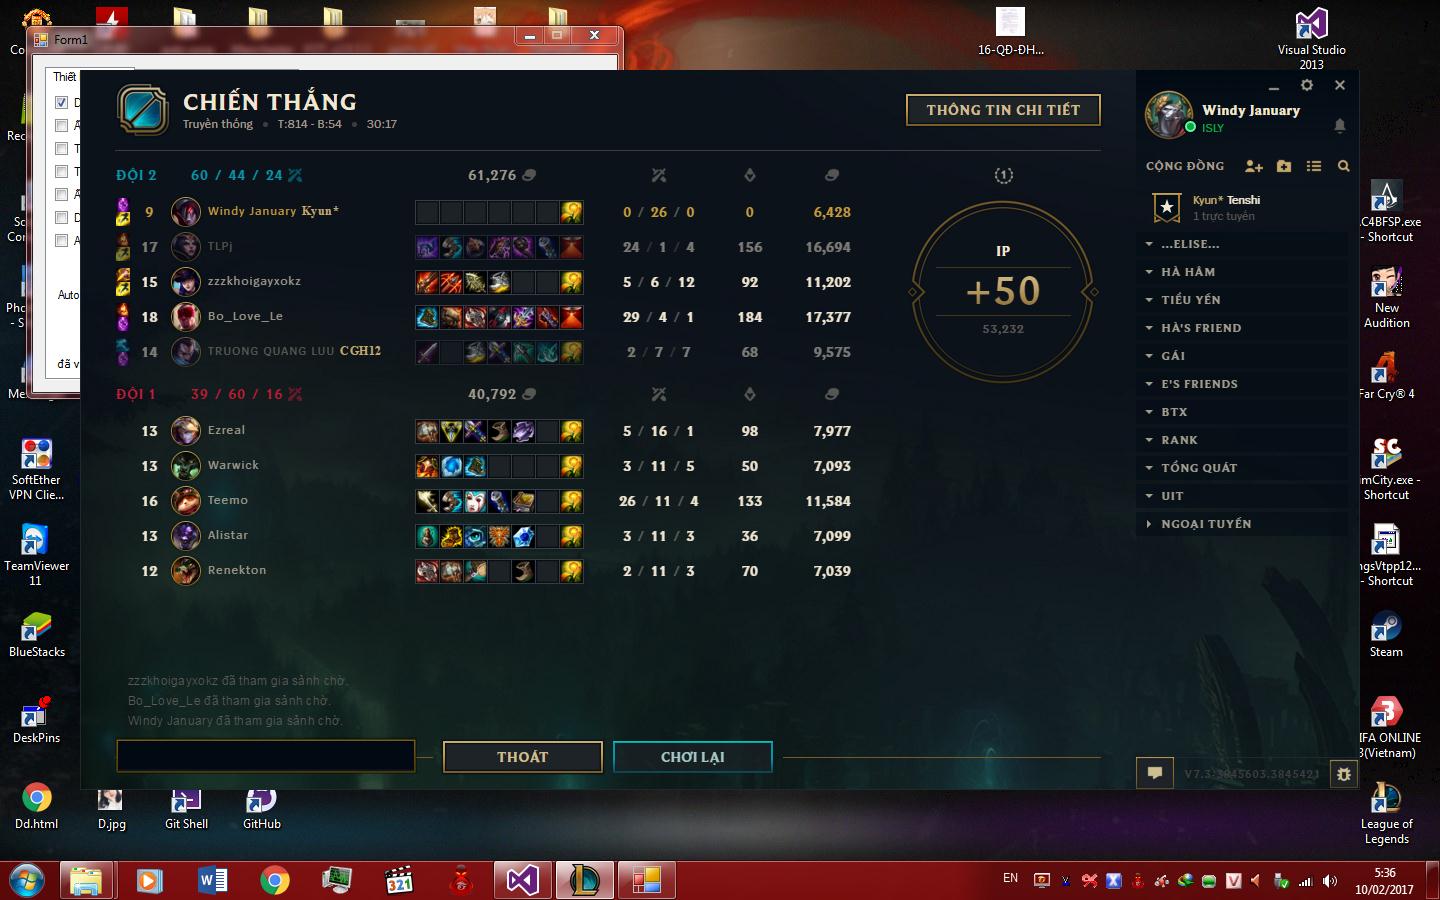 Form1
16-QĐ-ĐH...
Visual Studio
2013
Thiết
CHIẾN THẮNG
Truyền thống • T:814 - B:54 • 30:17
THÔNG TIN CHI TIẾT
Windy January
ISLY
ĐỘI 2 60 / 44 / 24 61,276
CỘNG ĐỒNG
9 Windy January Kyun* 0 / 26 / 0 0 6,428
17 TLPj 24 / 1 / 4 156 16,694
15 zzzkhoigayxokz 5 / 6 / 12 92 11,202
18 Bo_Love_Le 29 / 4 / 1 184 17,377
14 TRUONG QUANG LUU CGH12 2 / 7 / 7 68 9,575
ĐỘI 1 39 / 60 / 16 40,792
13 Ezreal 5 / 16 / 1 98 7,977
13 Warwick 3 / 11 / 5 50 7,093
16 Teemo 26 / 11 / 4 133 11,584
13 Alistar 3 / 11 / 3 36 7,099
12 Renekton 2 / 11 / 3 70 7,039
1
IP
+50
53,232
Kyun* Tenshi
1 trực tuyến
...ELISE...
HÀ HÂM
TIỂU YẾN
HÀ'S FRIEND
GÁI
E'S FRIENDS
BTX
RANK
TỔNG QUÁT
UIT
NGOẠI TUYẾN
zzzkhoigayxokz đã tham gia sảnh chờ.
Bo_Love_Le đã tham gia sảnh chờ.
Windy January đã tham gia sảnh chờ.
THOÁT
CHƠI LẠI
V7.3.3845603.3845421
Auto
đã v
SoftEther
VPN Clie...
TeamViewer
11
BlueStacks
DeskPins
Dd.html
D.jpg
Git Shell
GitHub
.C4BFSP.exe
- Shortcut
New
Audition
Far Cry® 4
imCity.exe -
Shortcut
ngsVtpp12...
- Shortcut
Steam
IFA ONLINE
3(Vietnam)
League of
Legends
EN
5:36
10/02/2017